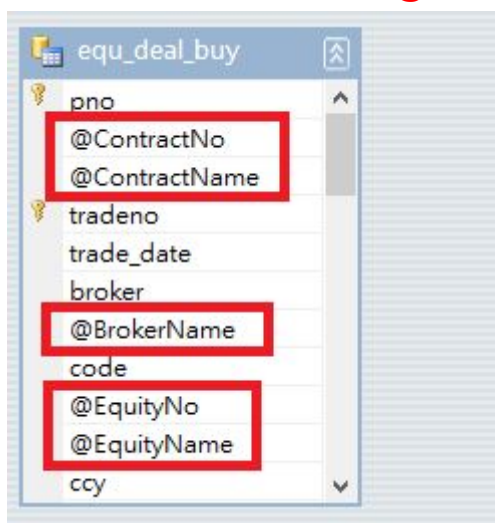 equ_deal_buy
pno
@ContractNo
@ContractName
tradeno
trade_date
broker
@BrokerName
code
@EquityNo
@EquityName
ccy